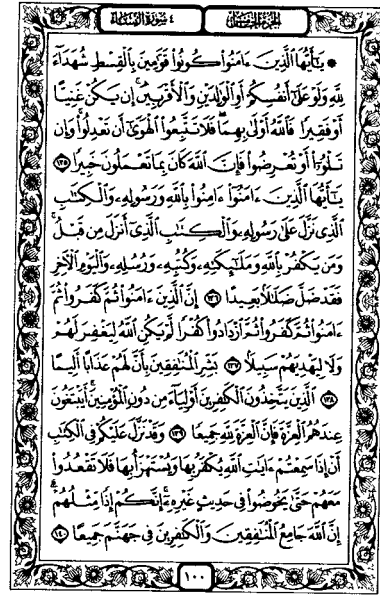 الجزء الخامس
٤ سورة النساء
۞ يَٰٓأَيُّهَا ٱلَّذِينَ ءَامَنُوا۟ كُونُوا۟ قَوَّٰمِينَ بِٱلْقِسْطِ شُهَدَآءَ
لِلَّهِ وَلَوْ عَلَىٰٓ أَنفُسِكُمْ أَوِ ٱلْوَٰلِدَيْنِ وَٱلْأَقْرَبِينَ ۚ إِن يَكُنْ غَنِيًّا
أَوْ فَقِيرًا فَٱللَّهُ أَوْلَىٰ بِهِمَا ۖ فَلَا تَتَّبِعُوا۟ ٱلْهَوَىٰٓ أَن تَعْدِلُوا۟ ۚ وَإِن
تَلْوُۥٓا۟ أَوْ تُعْرِضُوا۟ فَإِنَّ ٱللَّهَ كَانَ بِمَا تَعْمَلُونَ خَبِيرًا ١٣٥
يَٰٓأَيُّهَا ٱلَّذِينَ ءَامَنُوٓا۟ ءَامِنُوا۟ بِٱللَّهِ وَرَسُولِهِۦ وَٱلْكِتَٰبِ
ٱلَّذِى نَزَّلَ عَلَىٰ رَسُولِهِۦ وَٱلْكِتَٰبِ ٱلَّذِىٓ أَنزَلَ مِن قَبْلُ ۚ
وَمَن يَكْفُرْ بِٱللَّهِ وَمَلَٰٓئِكَتِهِۦ وَكُتُبِهِۦ وَرُسُلِهِۦ وَٱلْيَوْمِ ٱلْءَاخِرِ
فَقَدْ ضَلَّ ضَلَٰلًۢا بَعِيدًا ١٣٦ إِنَّ ٱلَّذِينَ ءَامَنُوا۟ ثُمَّ كَفَرُوا۟ ثُمَّ
ءَامَنُوا۟ ثُمَّ كَفَرُوا۟ ثُمَّ ٱزْدَادُوا۟ كُفْرًا لَّمْ يَكُنِ ٱللَّهُ لِيَغْفِرَ لَهُمْ
وَلَا لِيَهْدِيَهُمْ سَبِيلًۢا ١٣٧ بَشِّرِ ٱلْمُنَٰفِقِينَ بِأَنَّ لَهُمْ عَذَابًا أَلِيمًا
١٣٨ ٱلَّذِينَ يَتَّخِذُونَ ٱلْكَٰفِرِينَ أَوْلِيَآءَ مِن دُونِ ٱلْمُؤْمِنِينَ ۚ أَيَبْتَغُونَ
عِندَهُمُ ٱلْعِزَّةَ فَإِنَّ ٱلْعِزَّةَ لِلَّهِ جَمِيعًا ١٣٩ وَقَدْ نَزَّلَ عَلَيْكُمْ فِى ٱلْكِتَٰبِ
أَنْ إِذَا سَمِعْتُمْ ءَايَٰتِ ٱللَّهِ يُكْفَرُ بِهَا وَيُسْتَهْزَأُ بِهَا فَلَا تَقْعُدُوا۟
مَعَهُمْ حَتَّىٰ يَخُوضُوا۟ فِى حَدِيثٍ غَيْرِهِۦٓ ۚ إِنَّكُمْ إِذًا مِّثْلُهُمْ ۗ
إِنَّ ٱللَّهَ جَامِعُ ٱلْمُنَٰفِقِينَ وَٱلْكَٰفِرِينَ فِى جَهَنَّمَ جَمِيعًا ١٤٠
١٠٠